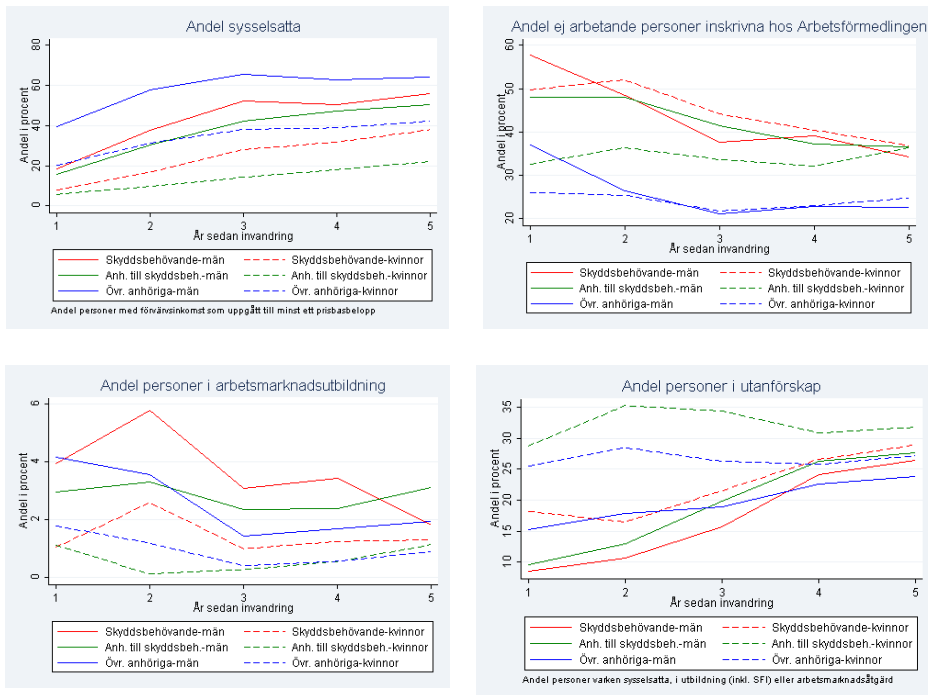 Andel sysselsatta
Andel i procent
80
60
40
20
0
1 2 3 4 5
År sedan invandring
Skyddsbehövande-män Skyddsbehövande-kvinnor
Anh. till skyddsbeh.-män Anh. till skyddsbeh.-kvinnor
Övr. anhöriga-män Övr. anhöriga-kvinnor
Andel personer med förvärvsinkomst som uppgått till minst ett prisbasbelopp
Andel ej arbetande personer inskrivna hos Arbetsförmedlingen
Andel i procent
60
50
40
30
20
1 2 3 4 5
År sedan invandring
Skyddsbehövande-män Skyddsbehövande-kvinnor
Anh. till skyddsbeh.-män Anh. till skyddsbeh.-kvinnor
Övr. anhöriga-män Övr. anhöriga-kvinnor
Andel personer i arbetsmarknadsutbildning
Andel i procent
6
4
2
0
1 2 3 4 5
År sedan invandring
Skyddsbehövande-män Skyddsbehövande-kvinnor
Anh. till skyddsbeh.-män Anh. till skyddsbeh.-kvinnor
Övr. anhöriga-män Övr. anhöriga-kvinnor
Andel personer i utanförskap
Andel i procent
35
30
25
20
15
10
1 2 3 4 5
År sedan invandring
Skyddsbehövande-män Skyddsbehövande-kvinnor
Anh. till skyddsbeh.-män Anh. till skyddsbeh.-kvinnor
Övr. anhöriga-män Övr. anhöriga-kvinnor
Andel personer varken sysselsatta, i utbildning (inkl. SFI) eller arbetsmarknadsåtgärd